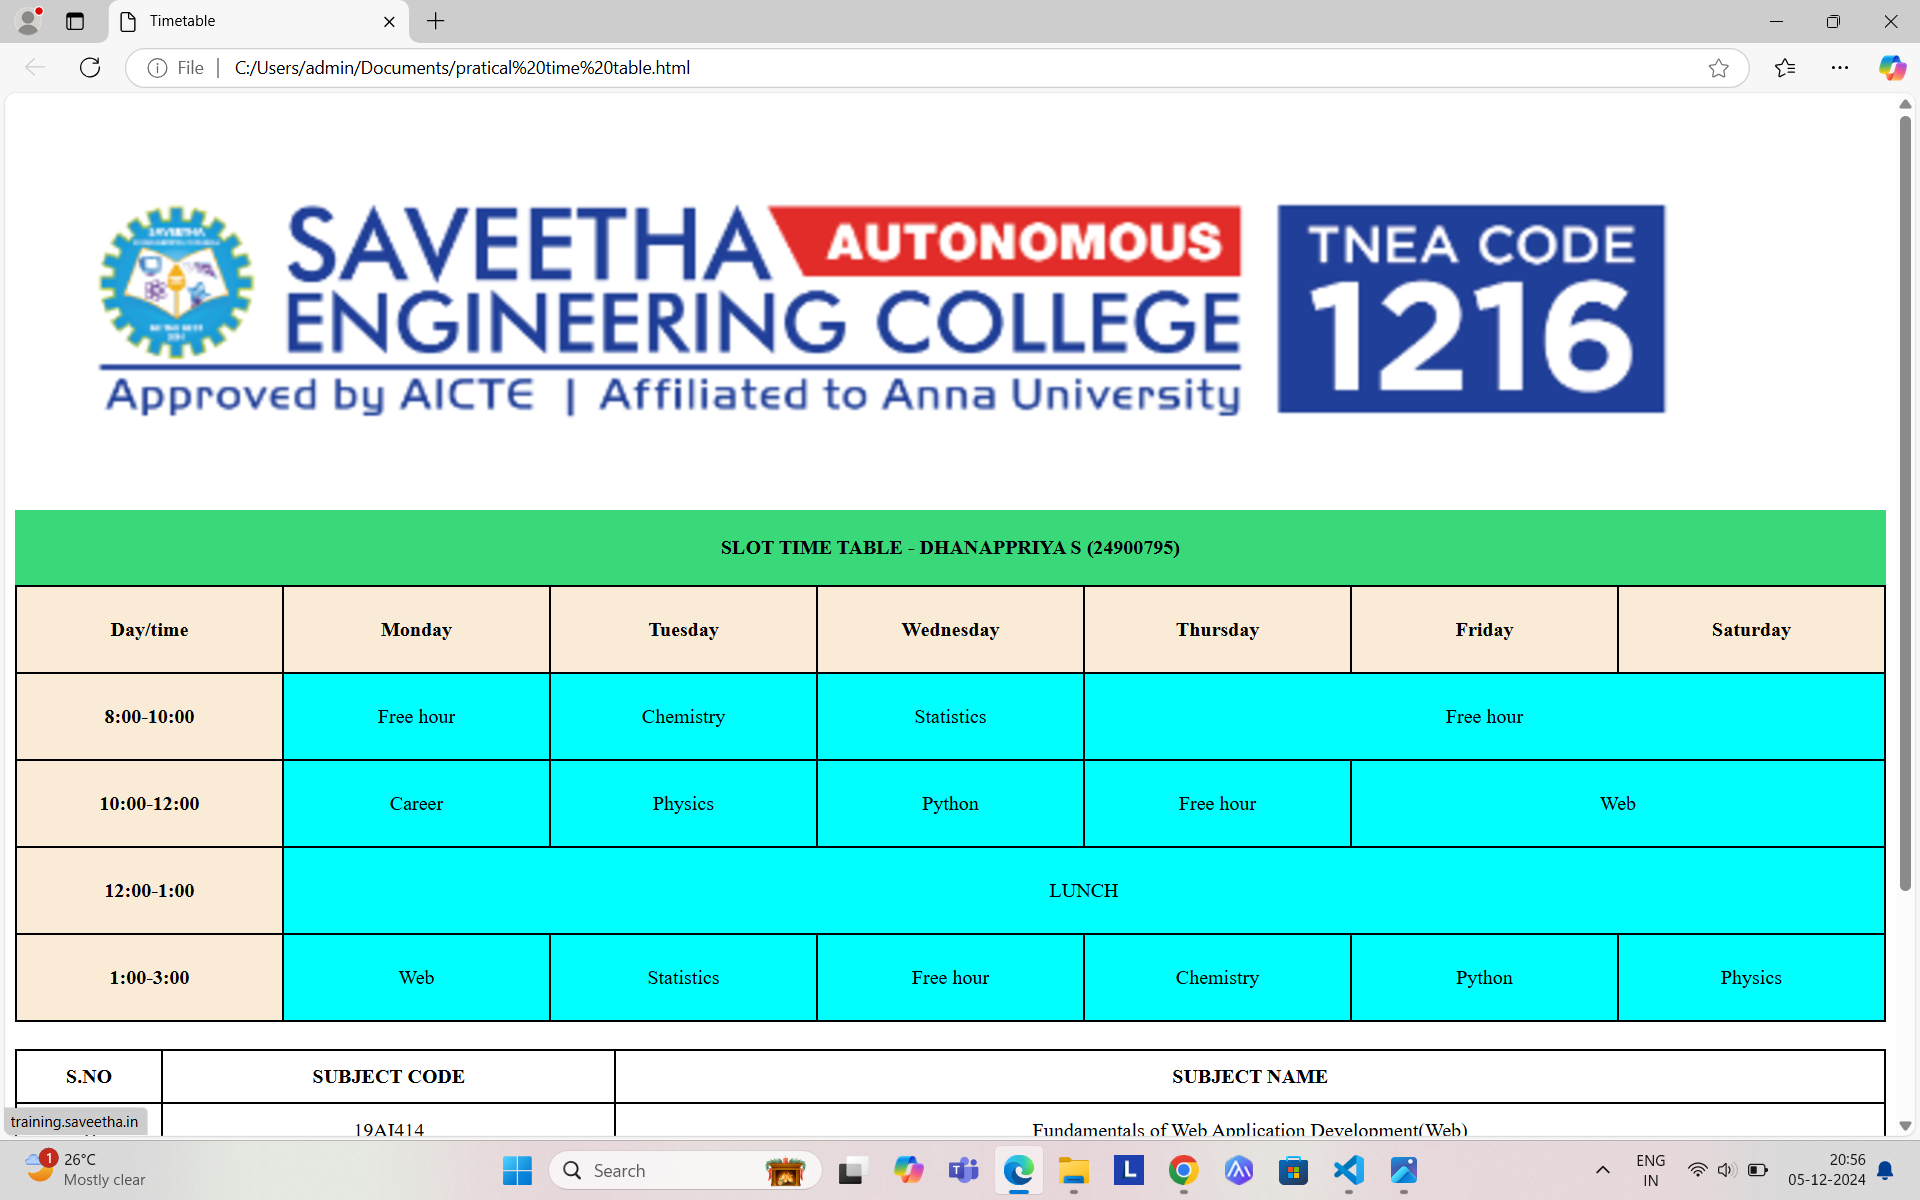 Timetable
File
C:/Users/admin/Documents/pratical%20time%20table.html
SAVEETHA AUTONOMOUS
ENGINEERING COLLEGE
Approved by AICTE | Affiliated to Anna University
TNEA CODE
1216
SAVEETHA
SLOT TIME TABLE - DHANAPPRIYA S (24900795)
Day/time Monday Tuesday Wednesday Thursday Friday Saturday
8:00-10:00 Free hour Chemistry Statistics Free hour
10:00-12:00 Career Physics Python Free hour Web
12:00-1:00 LUNCH
1:00-3:00 Web Statistics Free hour Chemistry Python Physics
S.NO SUBJECT CODE SUBJECT NAME
19AI414 Fundamentals of Web Application Development(Web)
training.saveetha.in
1
26°C
Mostly clear
Search
L
ENG
IN
20:56
05-12-2024